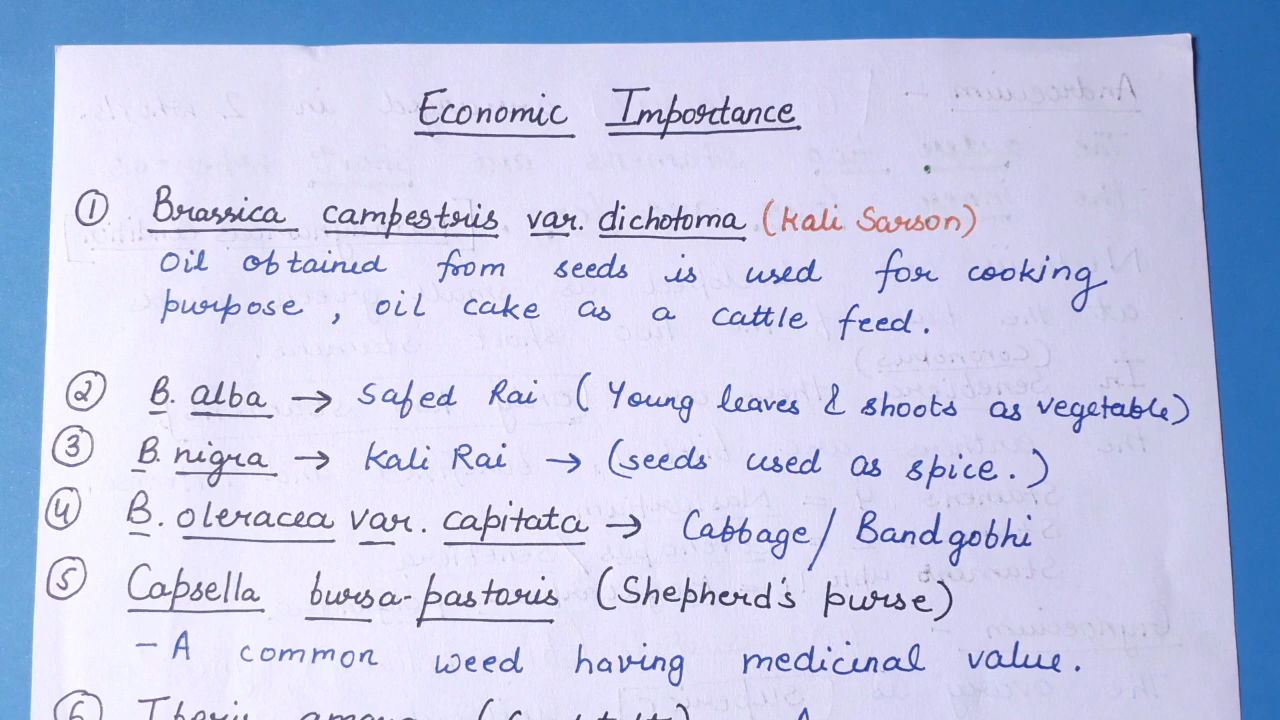 Economic Importance
① Brassica campestris var. dichotoma (Kali Sarson)
Oil obtained from seeds is used for cooking
purpose, oil cake as a cattle feed.
② B. alba → Safed Rai (Young leaves & shoots as vegetable)
③ B. nigra → Kali Rai → (seeds used as spice.)
④ B. oleracea var. capitata → Cabbage/Bandgobhi
⑤ Capsella bursa-pastoris (Shepherd's purse)
- A common weed having medicinal value.
⑥